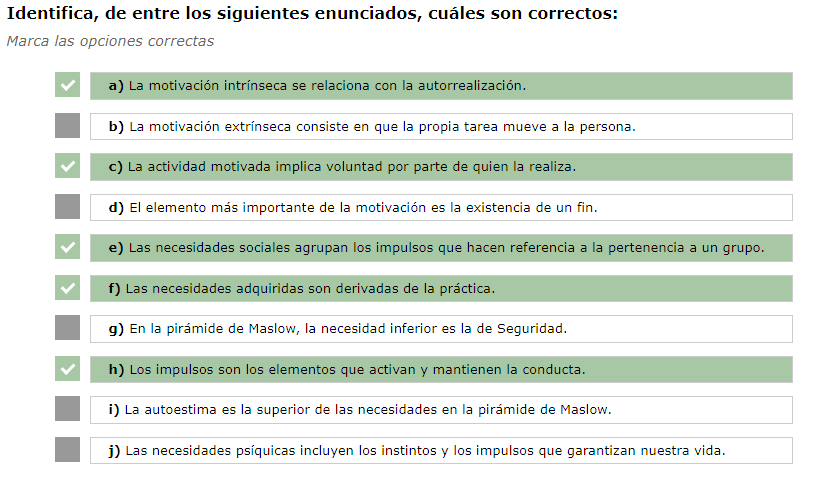 Identifica, de entre los siguientes enunciados, cuáles son correctos:
Marca las opciones correctas
a) La motivación intrínseca se relaciona con la autorrealización.
b) La motivación extrínseca consiste en que la propia tarea mueve a la persona.
c) La actividad motivada implica voluntad por parte de quien la realiza.
d) El elemento más importante de la motivación es la existencia de un fin.
e) Las necesidades sociales agrupan los impulsos que hacen referencia a la pertenencia a un grupo.
f) Las necesidades adquiridas son derivadas de la práctica.
g) En la pirámide de Maslow, la necesidad inferior es la de Seguridad.
h) Los impulsos son los elementos que activan y mantienen la conducta.
i) La autoestima es la superior de las necesidades en la pirámide de Maslow.
j) Las necesidades psíquicas incluyen los instintos y los impulsos que garantizan nuestra vida.